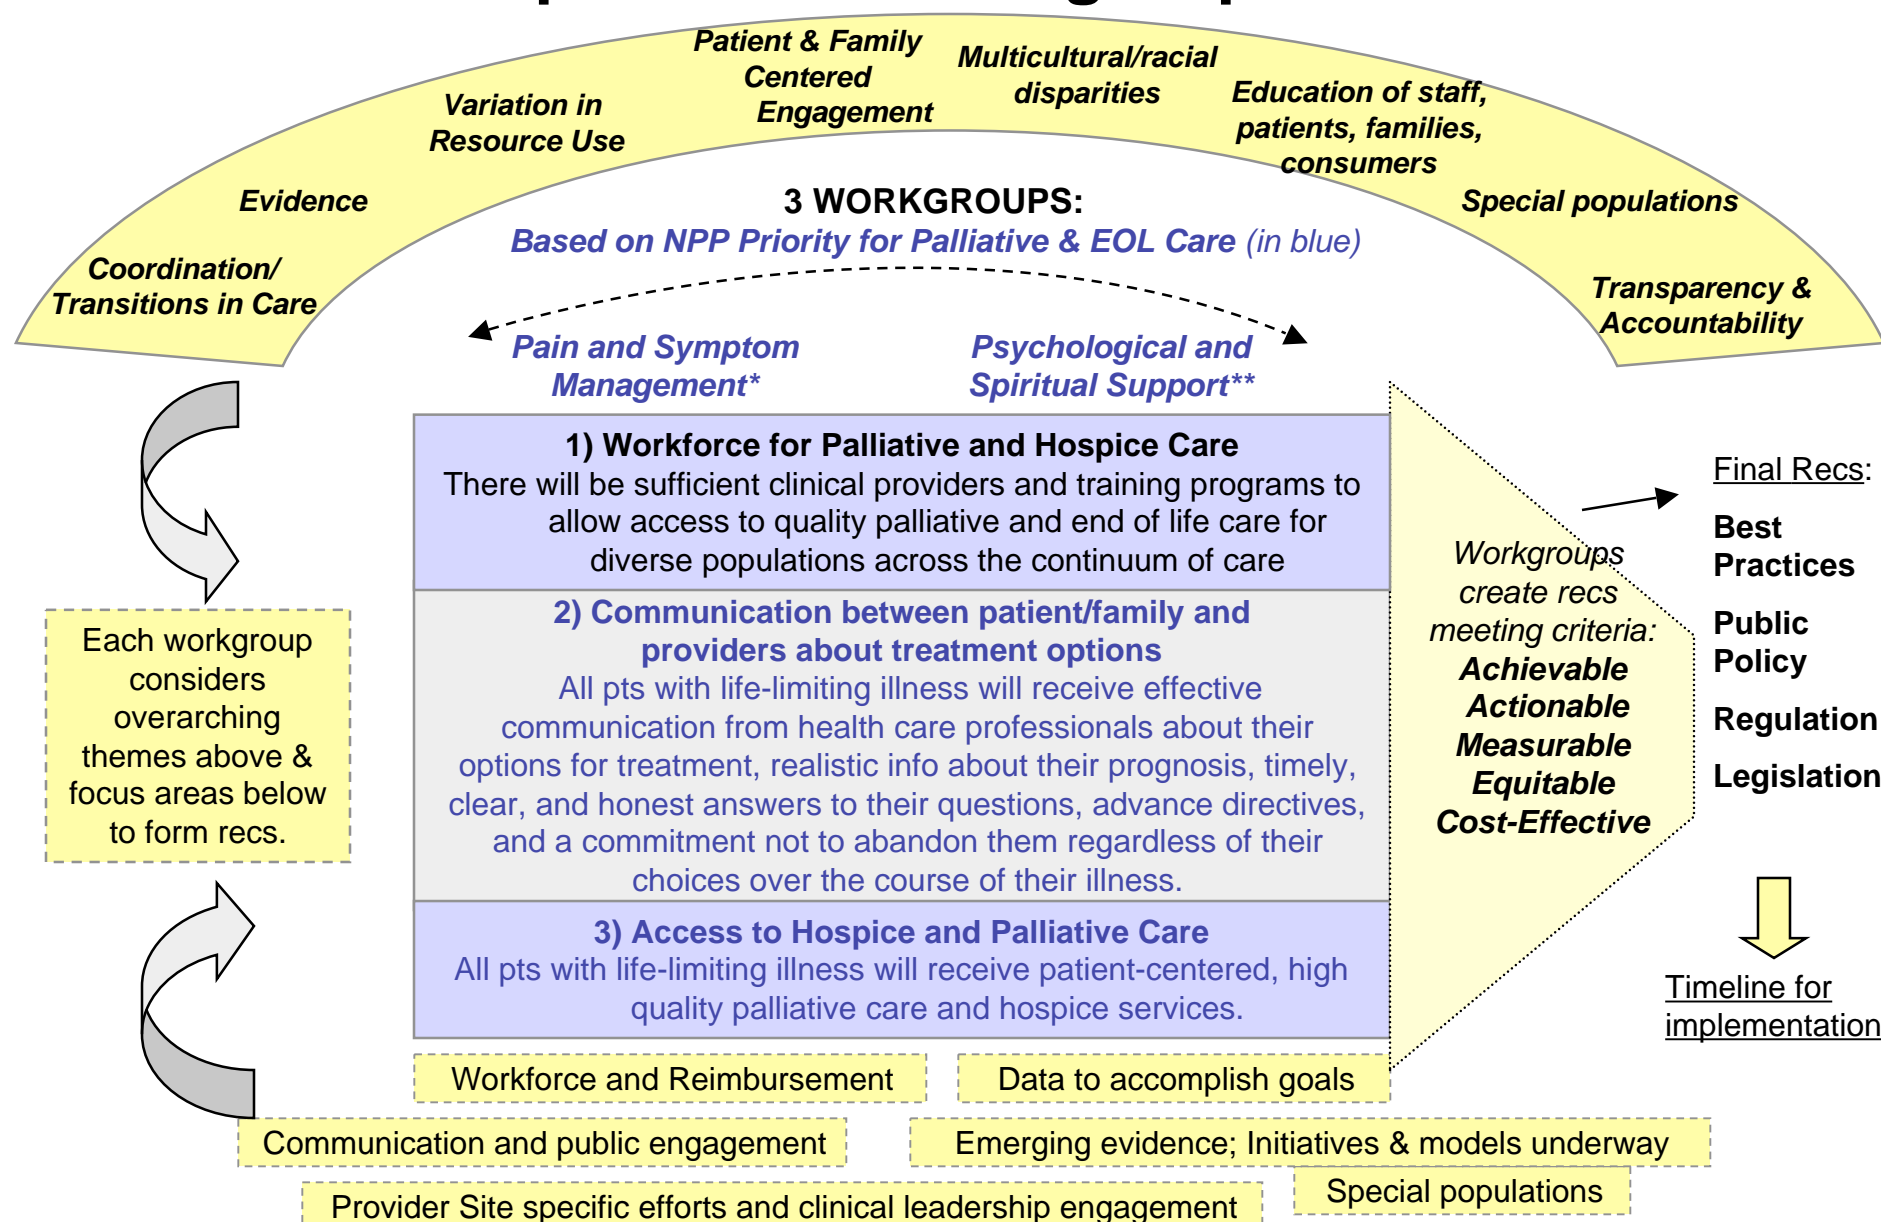 Patient & Family
Centered
Engagement
Multicultural/racial
disparities
Variation in
Resource Use
Education of staff,
patients, families,
consumers
Evidence
Special populations
Coordination/
Transitions in Care
Transparency &
Accountability
3 WORKGROUPS:
Based on NPP Priority for Palliative & EOL Care (in blue)
Pain and Symptom
Management*
Psychological and
Spiritual Support**
1) Workforce for Palliative and Hospice Care
There will be sufficient clinical providers and training programs to
allow access to quality palliative and end of life care for
diverse populations across the continuum of care
2) Communication between patient/family and
providers about treatment options
All pts with life-limiting illness will receive effective
communication from health care professionals about their
options for treatment, realistic info about their prognosis, timely,
clear, and honest answers to their questions, advance directives,
and a commitment not to abandon them regardless of their
choices over the course of their illness.
3) Access to Hospice and Palliative Care
All pts with life-limiting illness will receive patient-centered, high
quality palliative care and hospice services.
Each workgroup
considers
overarching
themes above &
focus areas below
to form recs.
Workgroups
create recs
meeting criteria:
Achievable
Actionable
Measurable
Equitable
Cost-Effective
Final Recs:
Best
Practices
Public
Policy
Regulation
Legislation
Timeline for
implementation
Workforce and Reimbursement
Data to accomplish goals
Communication and public engagement
Emerging evidence; Initiatives & models underway
Provider Site specific efforts and clinical leadership engagement
Special populations